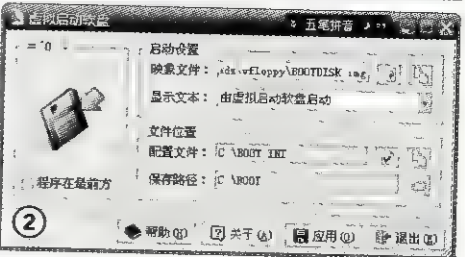 虚拟启动软盘
五笔拼音
启动设置
映象文件: \vfloppy\BOOTDISK img
显示文本: 由虚拟启动软盘启动
文件位置
配置文件: C \BOOT INI
保存路径: C \BOOT
程序在最前方
② 帮助(H) 关于(A) 应用(O) 退出(E)